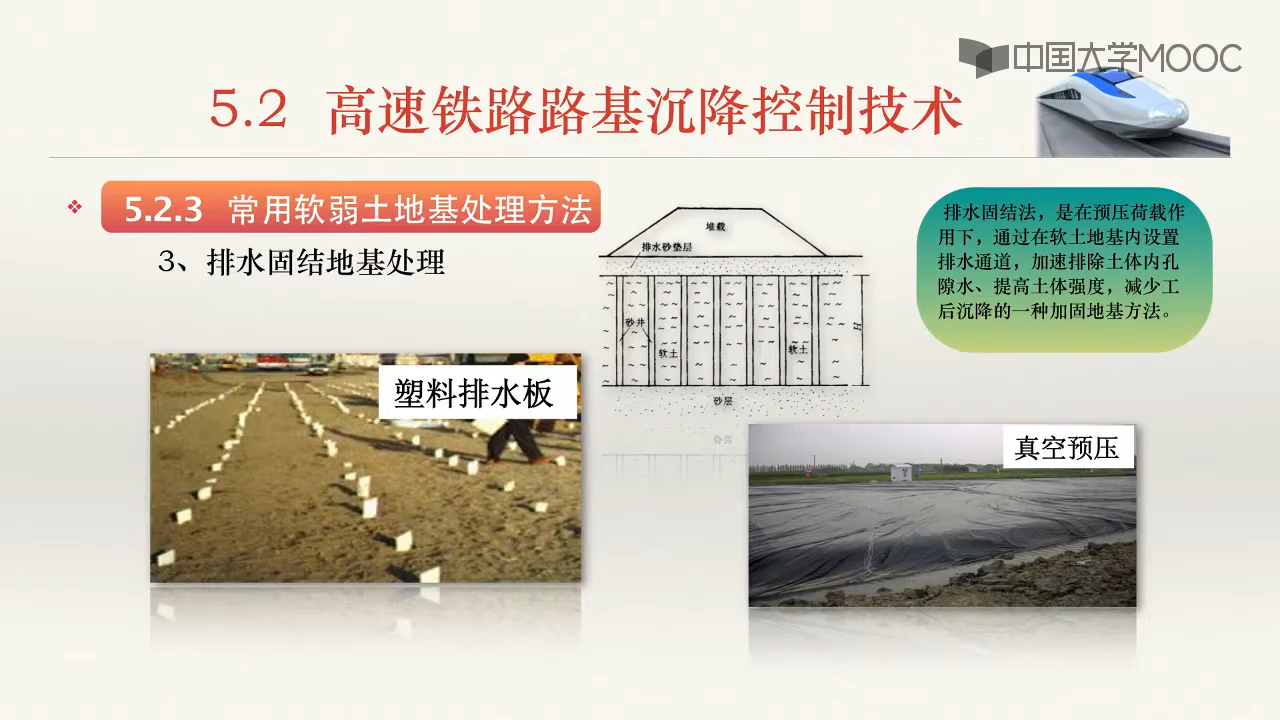 中国大学MOOC
5.2 高速铁路路基沉降控制技术
5.2.3 常用软弱土地基处理方法
3、排水固结地基处理
堆载
排水砂垫层
砂井
软土
软土
H
砂层
排水固结法，是在预压荷载作
用下，通过在软土地基内设置
排水通道，加速排除土体内孔
隙水、提高土体强度，减少工
后沉降的一种加固地基方法。
塑料排水板
真空预压